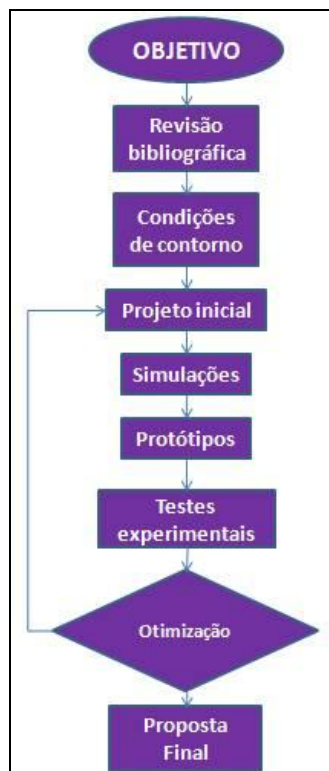 OBJETIVO
Revisão
bibliográfica
Condições
de contorno
Projeto inicial
Simulações
Protótipos
Testes
experimentais
Otimização
Proposta
Final